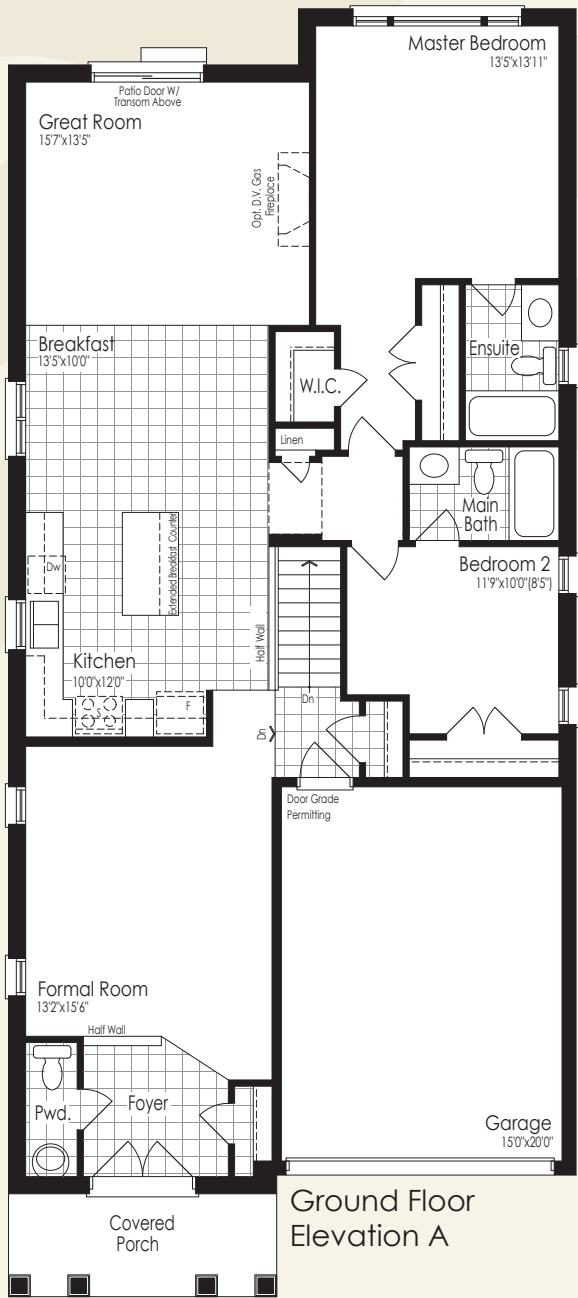 Master Bedroom
13'5"x13'11"
Patio Door W/
Transom Above
Great Room
15'7"x13'5"
Opt. D.V. Gas
Fireplace
Breakfast
13'5"x10'0"
Ensuite
W.I.C.
Linen
Main
Bath
Extended Breakfast Counter
Dw
Bedroom 2
11'9"x10'0"(8'5")
Half Wall
Kitchen
10'0"x12'0"
S
F
Dn
Dn
Door Grade
Permitting
Formal Room
13'2"x15'6"
Half Wall
Pwd.
Foyer
Garage
15'0"x20'0"
Covered
Porch
Ground Floor
Elevation A